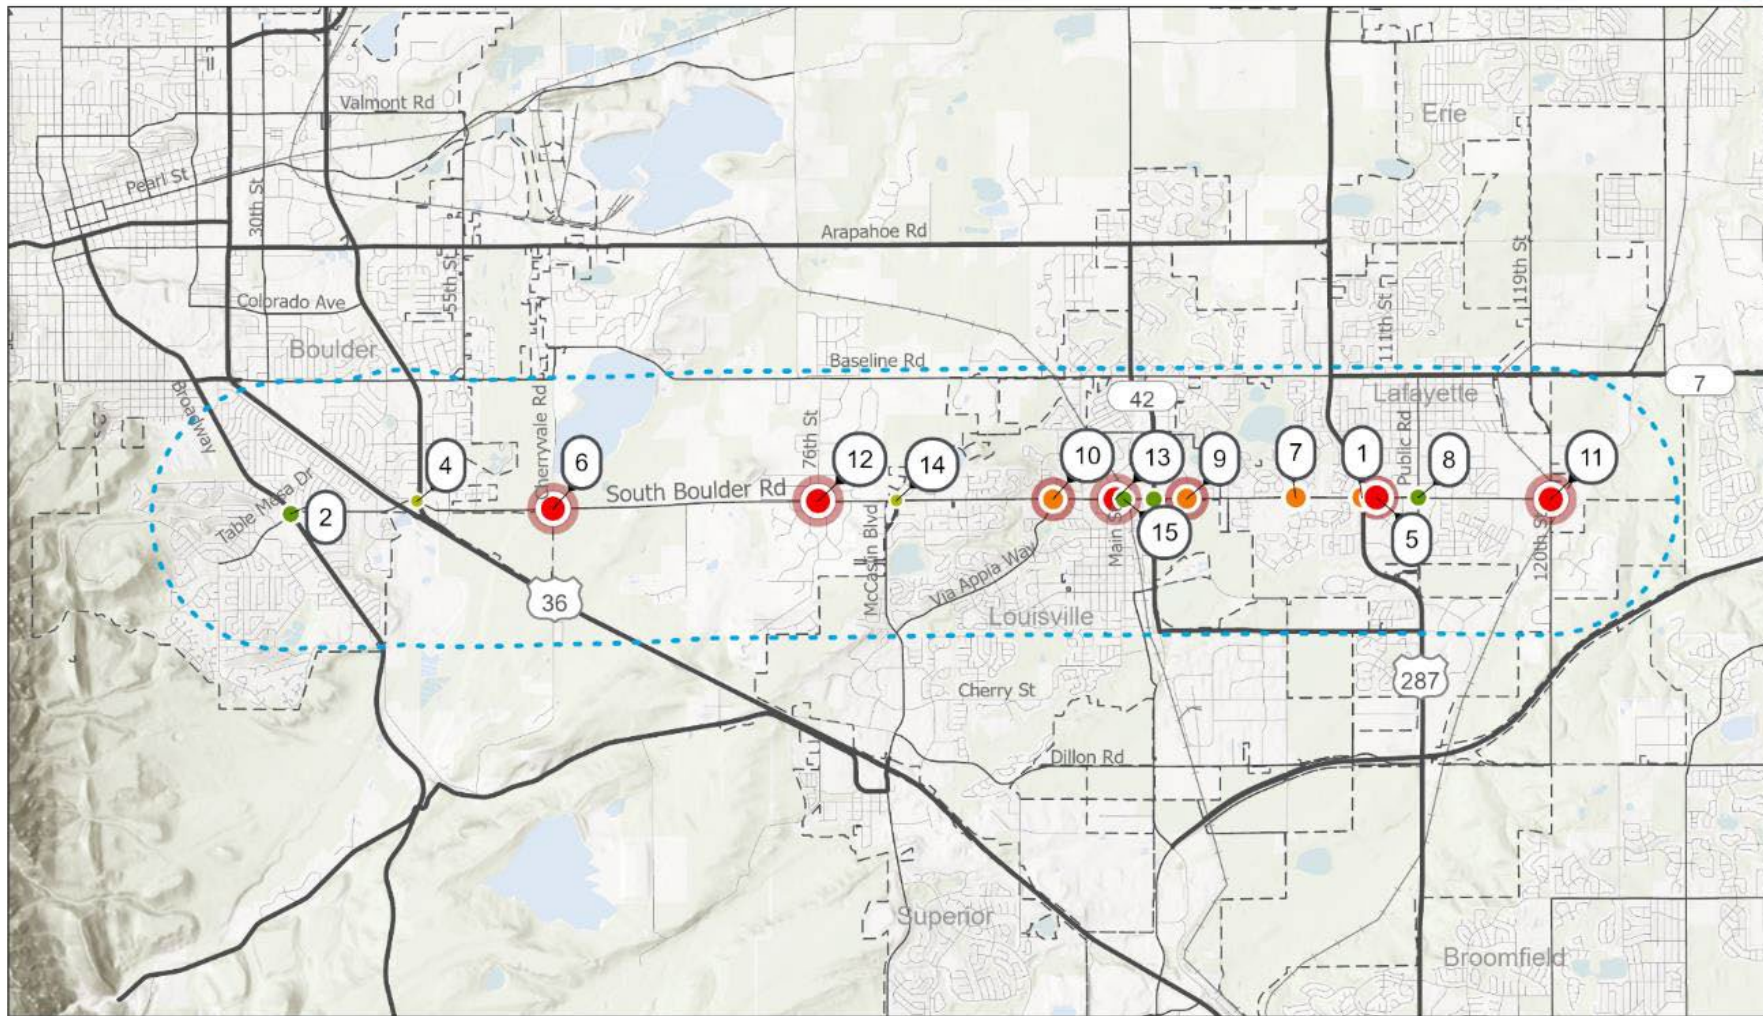 Valmont Rd
Erie
Pearl St
30th St
Arapahoe Rd
55th St
119th St
Colorado Ave
111th St
Boulder
Baseline Rd
7
Broadway
Cherryvale Rd
42
Lafayette
76th St
Public Rd
4
6
12
14
10
13
9
7
1
8
11
Table Mesa Dr
South Boulder Rd
2
15
5
Main S
McCaslin Blvd
Via Appia Way
120th St
36
Louisville
287
Cherry St
Dillon Rd
Superior
Broomfield